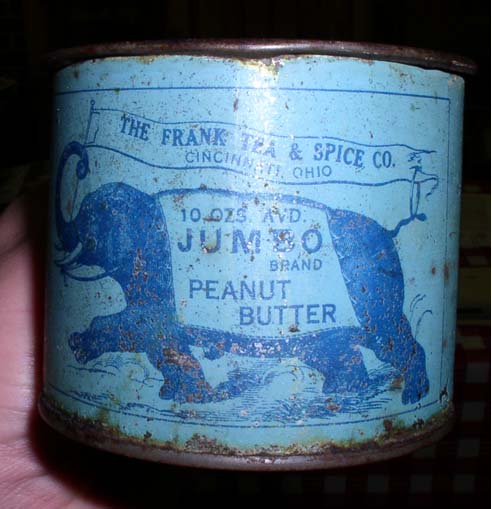 THE FRANK TEA & SPICE CO.
CINCINNATI, OHIO
10 OZS. AVD.
JUMBO
BRAND
PEANUT
BUTTER